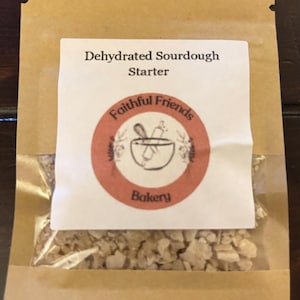 Dehydrated Sourdough
Starter
Faithful Friends
Bakery